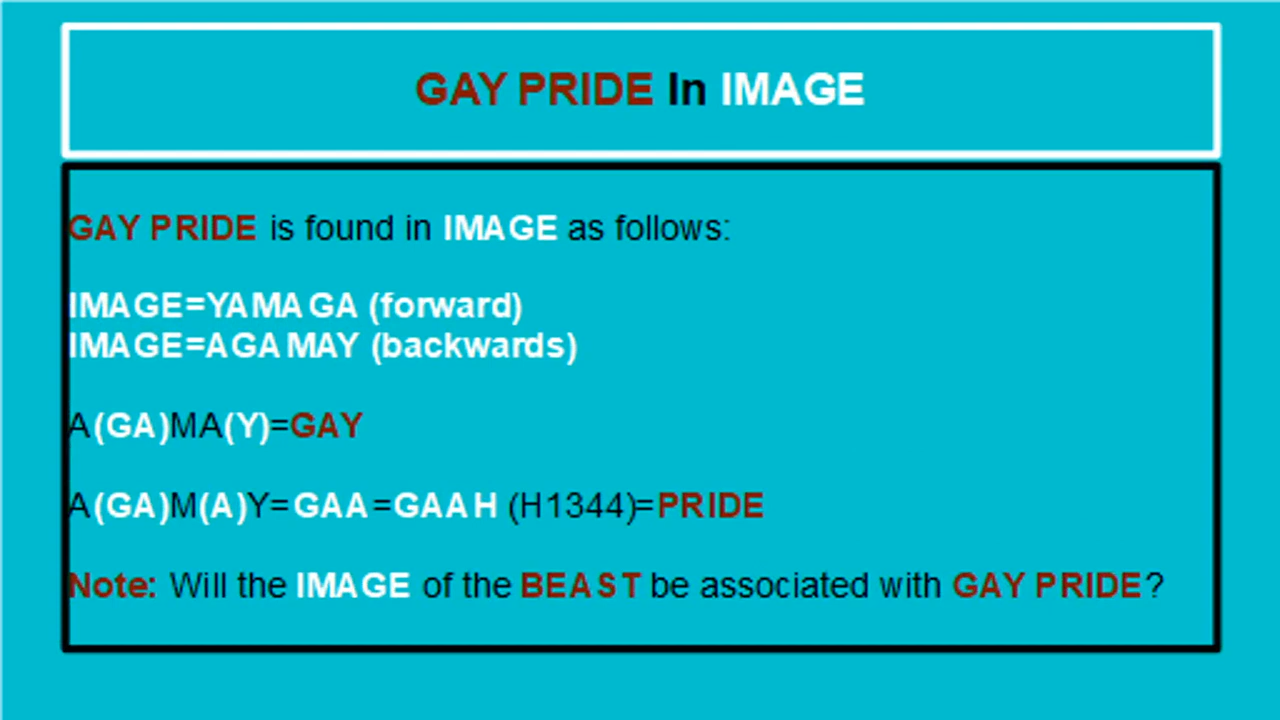 GAY PRIDE In IMAGE
GAY PRIDE is found in IMAGE as follows:
IMAGE=YAMAGA (forward)
IMAGE=AGAMAY (backwards)
A(GA)MA(Y)=GAY
A(GA)M(A)Y=GAA=GAAH (H1344)=PRIDE
Note: Will the IMAGE of the BEAST be associated with GAY PRIDE?